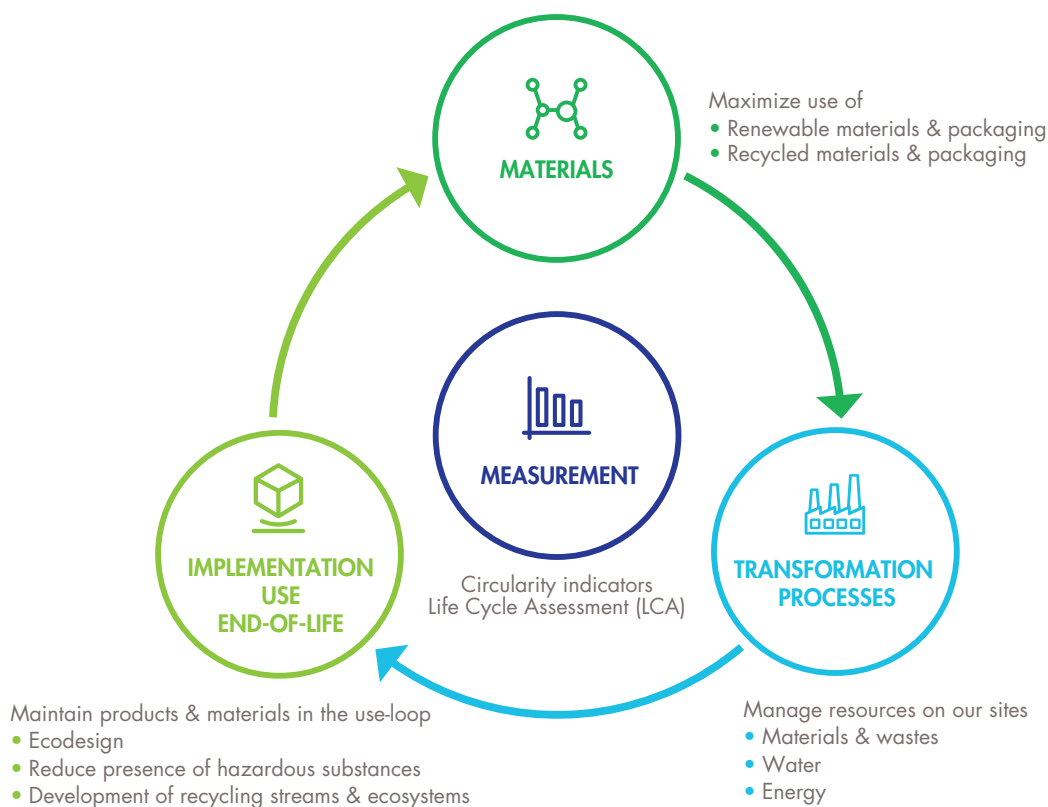 MATERIALS
Maximize use of
• Renewable materials & packaging
• Recycled materials & packaging
MEASUREMENT
Circularity indicators
Life Cycle Assessment (LCA)
TRANSFORMATION
PROCESSES
Manage resources on our sites
• Materials & wastes
• Water
• Energy
IMPLEMENTATION
USE
END-OF-LIFE
Maintain products & materials in the use-loop
• Ecodesign
• Reduce presence of hazardous substances
• Development of recycling streams & ecosystems